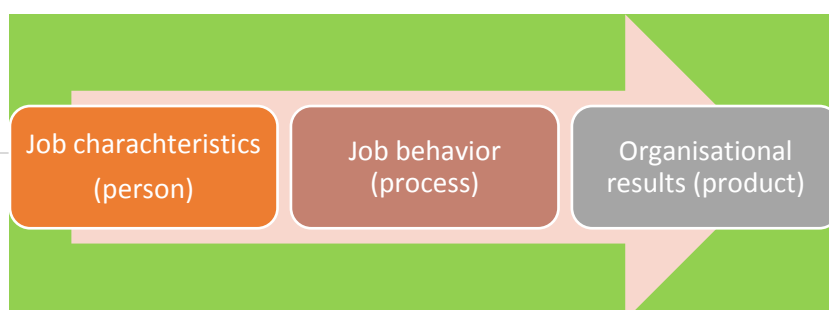 Job charachteristics
(person)
Job behavior
(process)
Organisational
results (product)